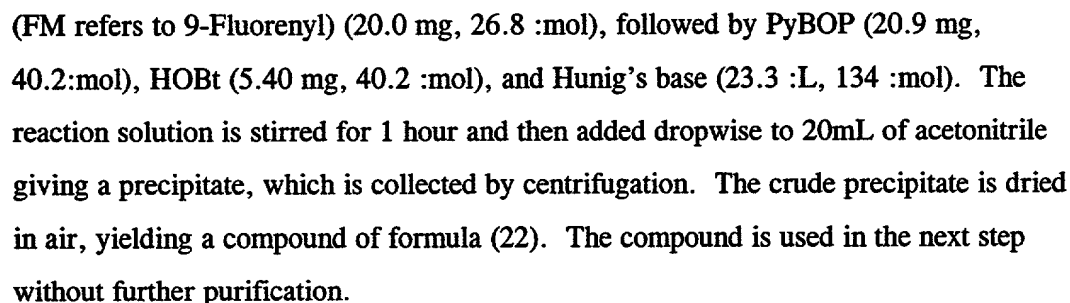 (FM refers to 9-Fluorenyl) (20.0 mg, 26.8 :mol), followed by PyBOP (20.9 mg,
40.2:mol), HOBt (5.40 mg, 40.2 :mol), and Hunig's base (23.3 :L, 134 :mol). The
reaction solution is stirred for 1 hour and then added dropwise to 20mL of acetonitrile
giving a precipitate, which is collected by centrifugation. The crude precipitate is dried
in air, yielding a compound of formula (22). The compound is used in the next step
without further purification.